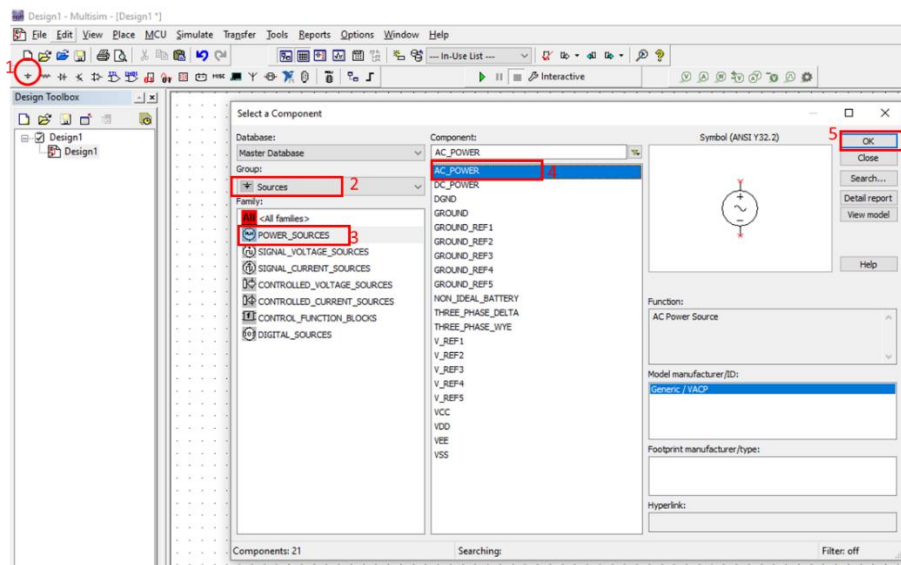 Design1 - Multisim - [Design1 *]
File Edit View Place MCU Simulate Transfer Tools Reports Options Window Help
--- In-Use List ---
1
MISC
Interactive
Design Toolbox
Design1
Design1
Select a Component
Database:
Master Database
Group:
Sources 2
Family:
All <All families>
POWER_SOURCES 3
SIGNAL_VOLTAGE_SOURCES
SIGNAL_CURRENT_SOURCES
CONTROLLED_VOLTAGE_SOURCES
CONTROLLED_CURRENT_SOURCES
CONTROL_FUNCTION_BLOCKS
DIGITAL_SOURCES
Component:
AC_POWER
AC_POWER 4
DC_POWER
DGND
GROUND
GROUND_REF1
GROUND_REF2
GROUND_REF3
GROUND_REF4
GROUND_REF5
NON_IDEAL_BATTERY
THREE_PHASE_DELTA
THREE_PHASE_WYE
V_REF1
V_REF2
V_REF3
V_REF4
V_REF5
VCC
VDD
VEE
VSS
Symbol (ANSI Y32.2)
5 OK
Close
Search...
Detail report
View model
Help
Function:
AC Power Source
Model manufacturer/ID:
Generic / VACP
Footprint manufacturer/type:
Hyperlink:
Components: 21 Searching: Filter: off